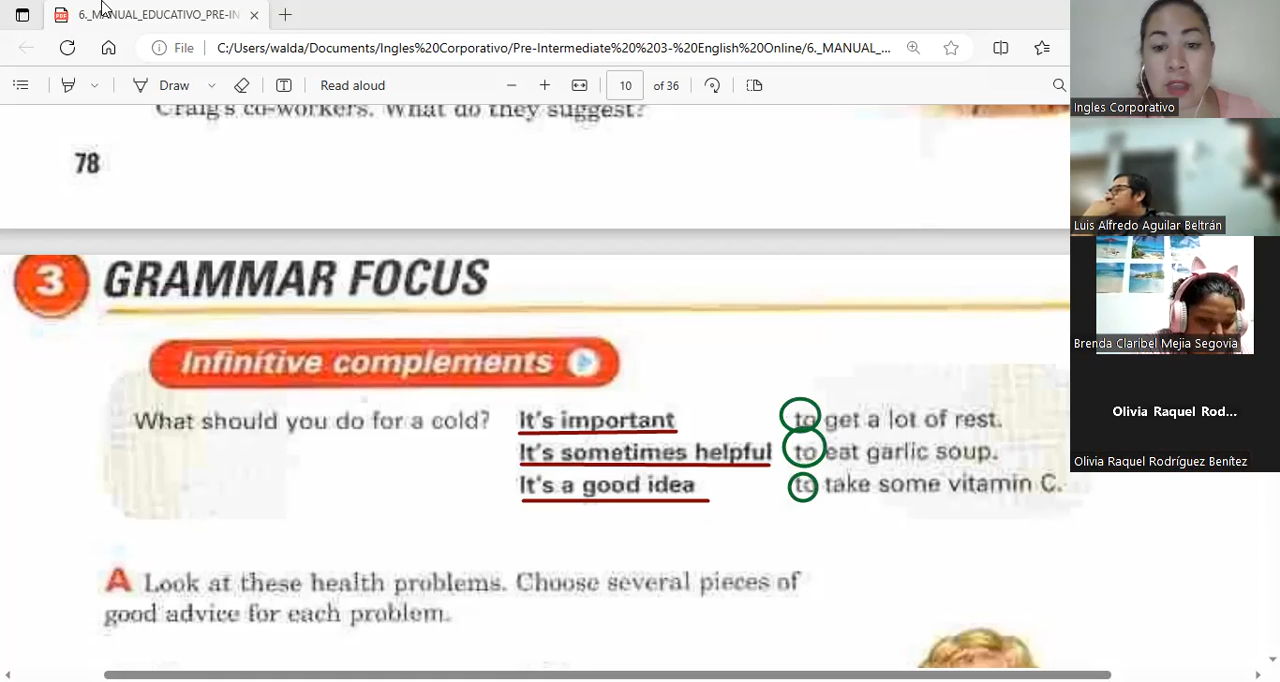 6._MANUAL_EDUCATIVO_PRE-IN
File
C:/Users/walda/Documents/Ingles%20Corporativo/Pre-Intermediate%20%203-%20English%20Online/6._MANUAL_...
Draw
Read aloud
10
of 36
Craig's co-workers. What do they suggest?
78
3 GRAMMAR FOCUS
Infinitive complements
What should you do for a cold? It's important to get a lot of rest.
It's sometimes helpful to eat garlic soup.
It's a good idea to take some vitamin C.
A Look at these health problems. Choose several pieces of
good advice for each problem.
Ingles Corporativo
Luis Alfredo Aguilar Beltrán
Brenda Claribel Mejia Segovia
Olivia Raquel Rod...
Olivia Raquel Rodríguez Benítez